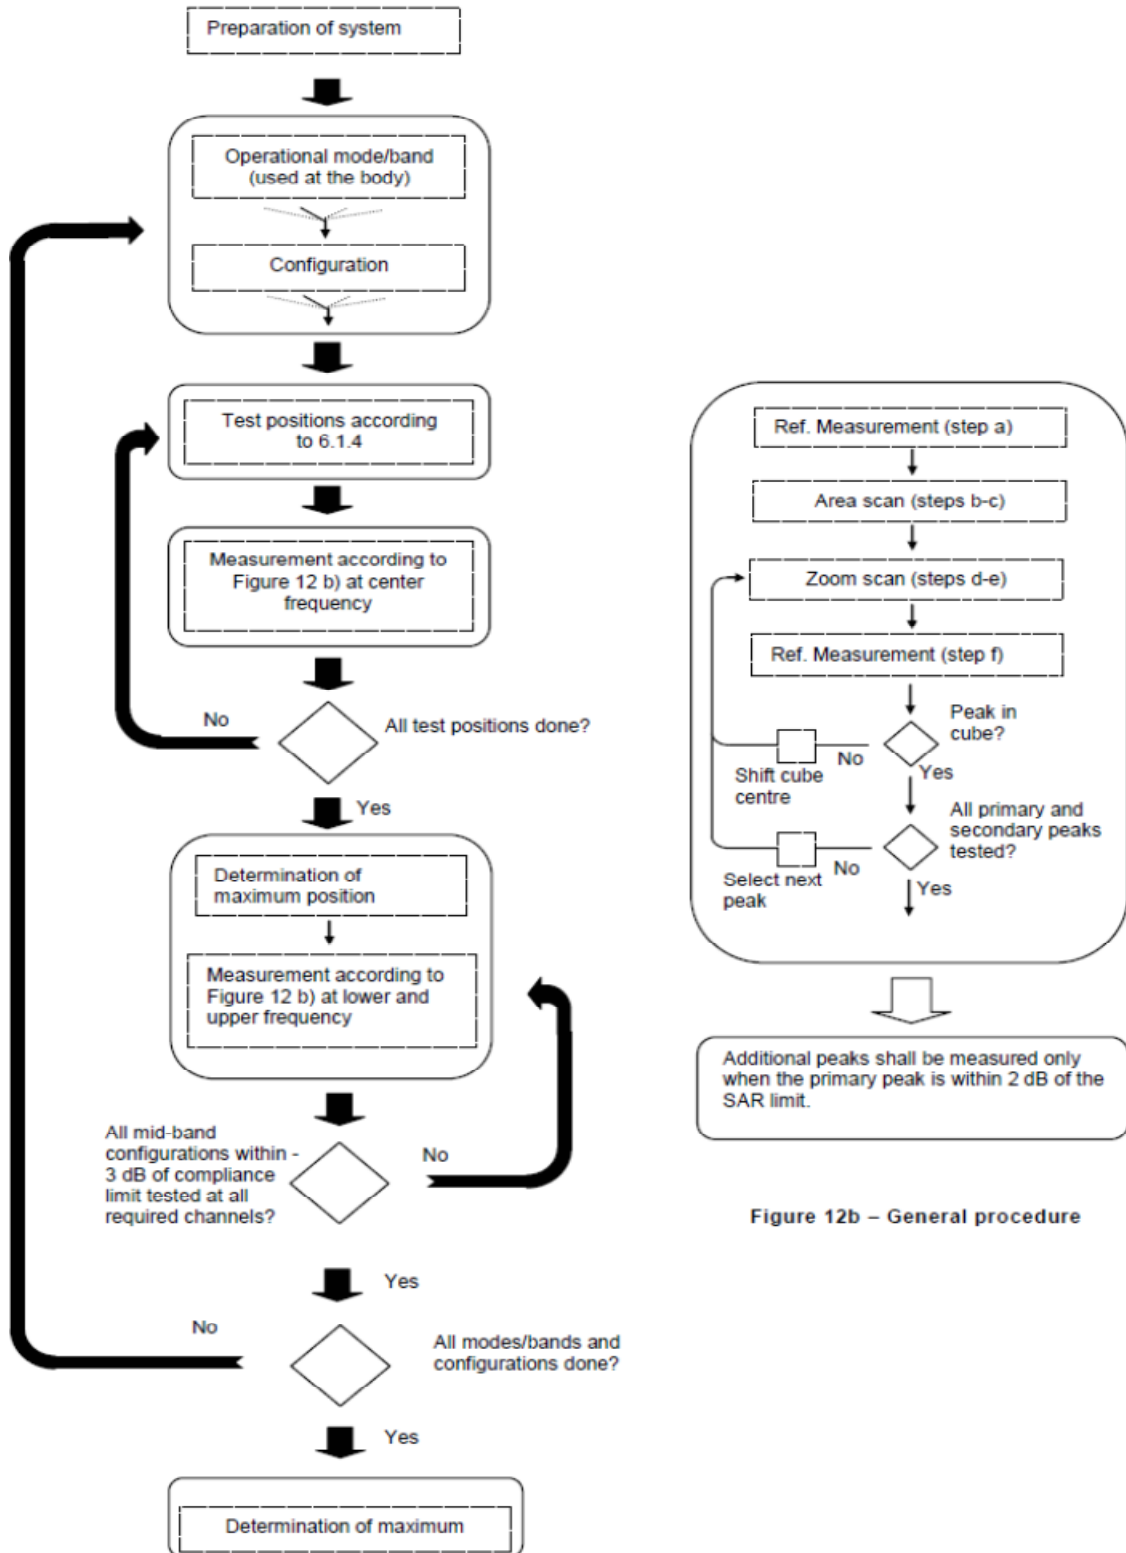 Preparation of system
Operational mode/band
(used at the body)
Configuration
Test positions according
to 6.1.4
Measurement according to
Figure 12 b) at center
frequency
No
All test positions done?
Yes
Determination of
maximum position
Measurement according to
Figure 12 b) at lower and
upper frequency
All mid-band
configurations within -
3 dB of compliance
limit tested at all
required channels?
No
Yes
No
All modes/bands and
configurations done?
Yes
Determination of maximum
Ref. Measurement (step a)
Area scan (steps b-c)
Zoom scan (steps d-e)
Ref. Measurement (step f)
Peak in
cube?
No
Shift cube
centre
Yes
All primary and
secondary peaks
tested?
No
Select next
peak
Yes
Additional peaks shall be measured only
when the primary peak is within 2 dB of the
SAR limit.
Figure 12b – General procedure